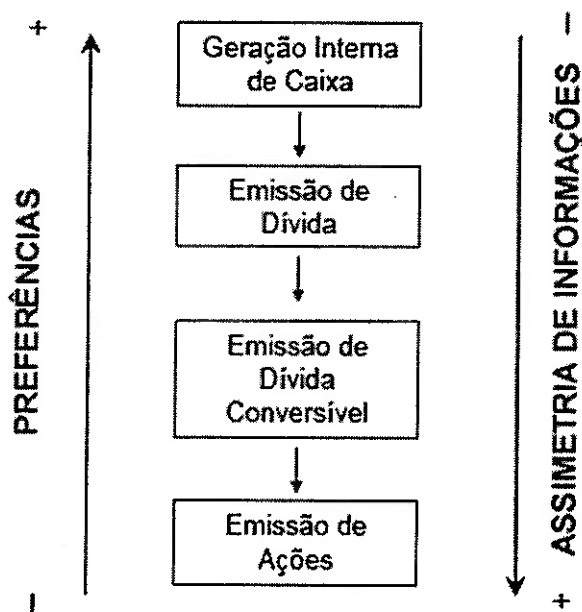 +
PREFERÊNCIAS
–
Geração Interna
de Caixa
Emissão de
Dívida
Emissão de
Dívida
Conversível
Emissão de
Ações
–
ASSIMETRIA DE INFORMAÇÕES
+